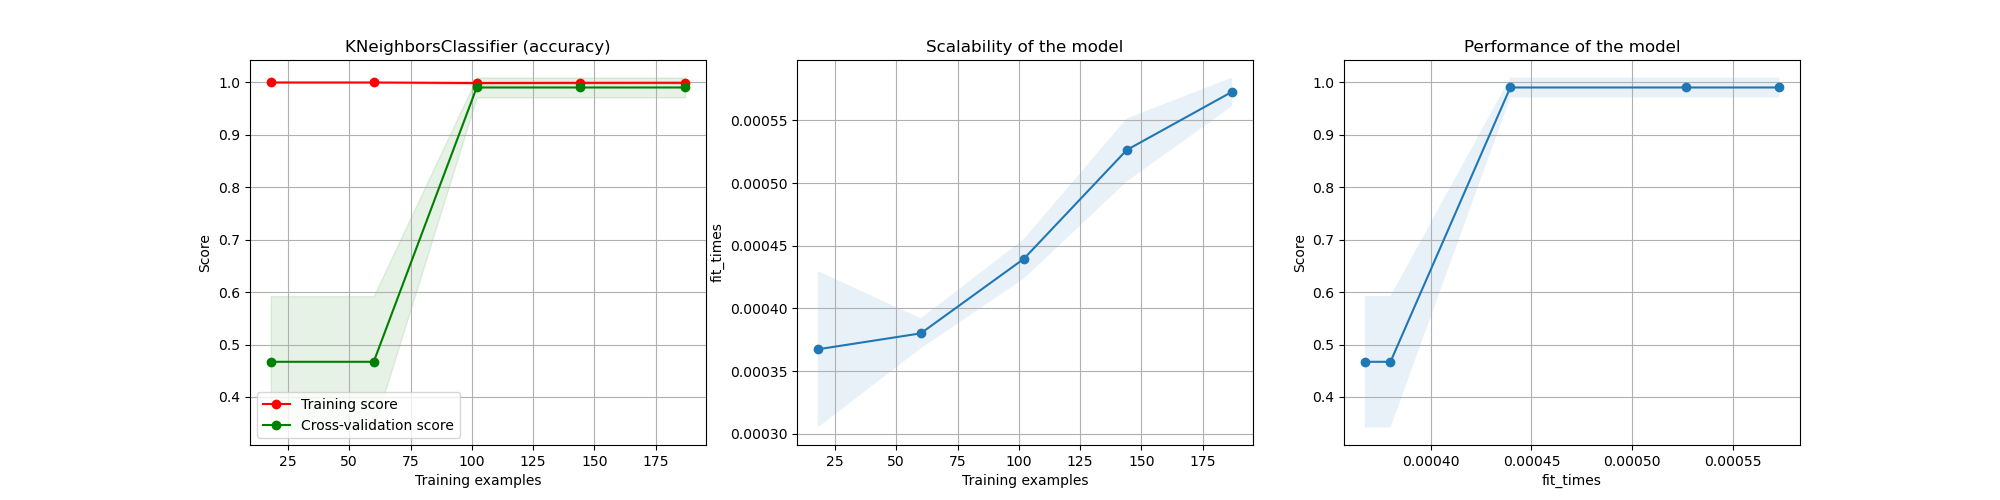 KNeighborsClassifier (accuracy)
1.0
0.9
0.8
0.7
0.6
0.5
0.4
Score
Training score
Cross-validation score
25 50 75 100 125 150 175
Training examples
Scalability of the model
0.00055
0.00050
0.00045
0.00040
0.00035
0.00030
fit_times
25 50 75 100 125 150 175
Training examples
Performance of the model
1.0
0.9
0.8
0.7
0.6
0.5
0.4
Score
0.00040 0.00045 0.00050 0.00055
fit_times